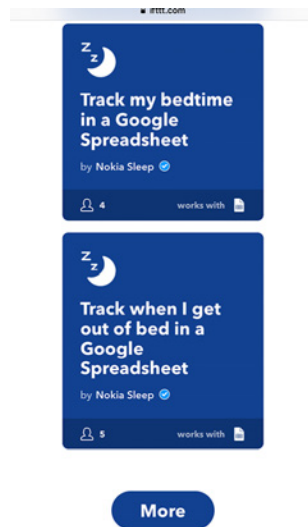 ifttt.com
Z
z
Track my bedtime
in a Google
Spreadsheet
by Nokia Sleep
4 works with
Z
z
Track when I get
out of bed in a
Google
Spreadsheet
by Nokia Sleep
5 works with
More